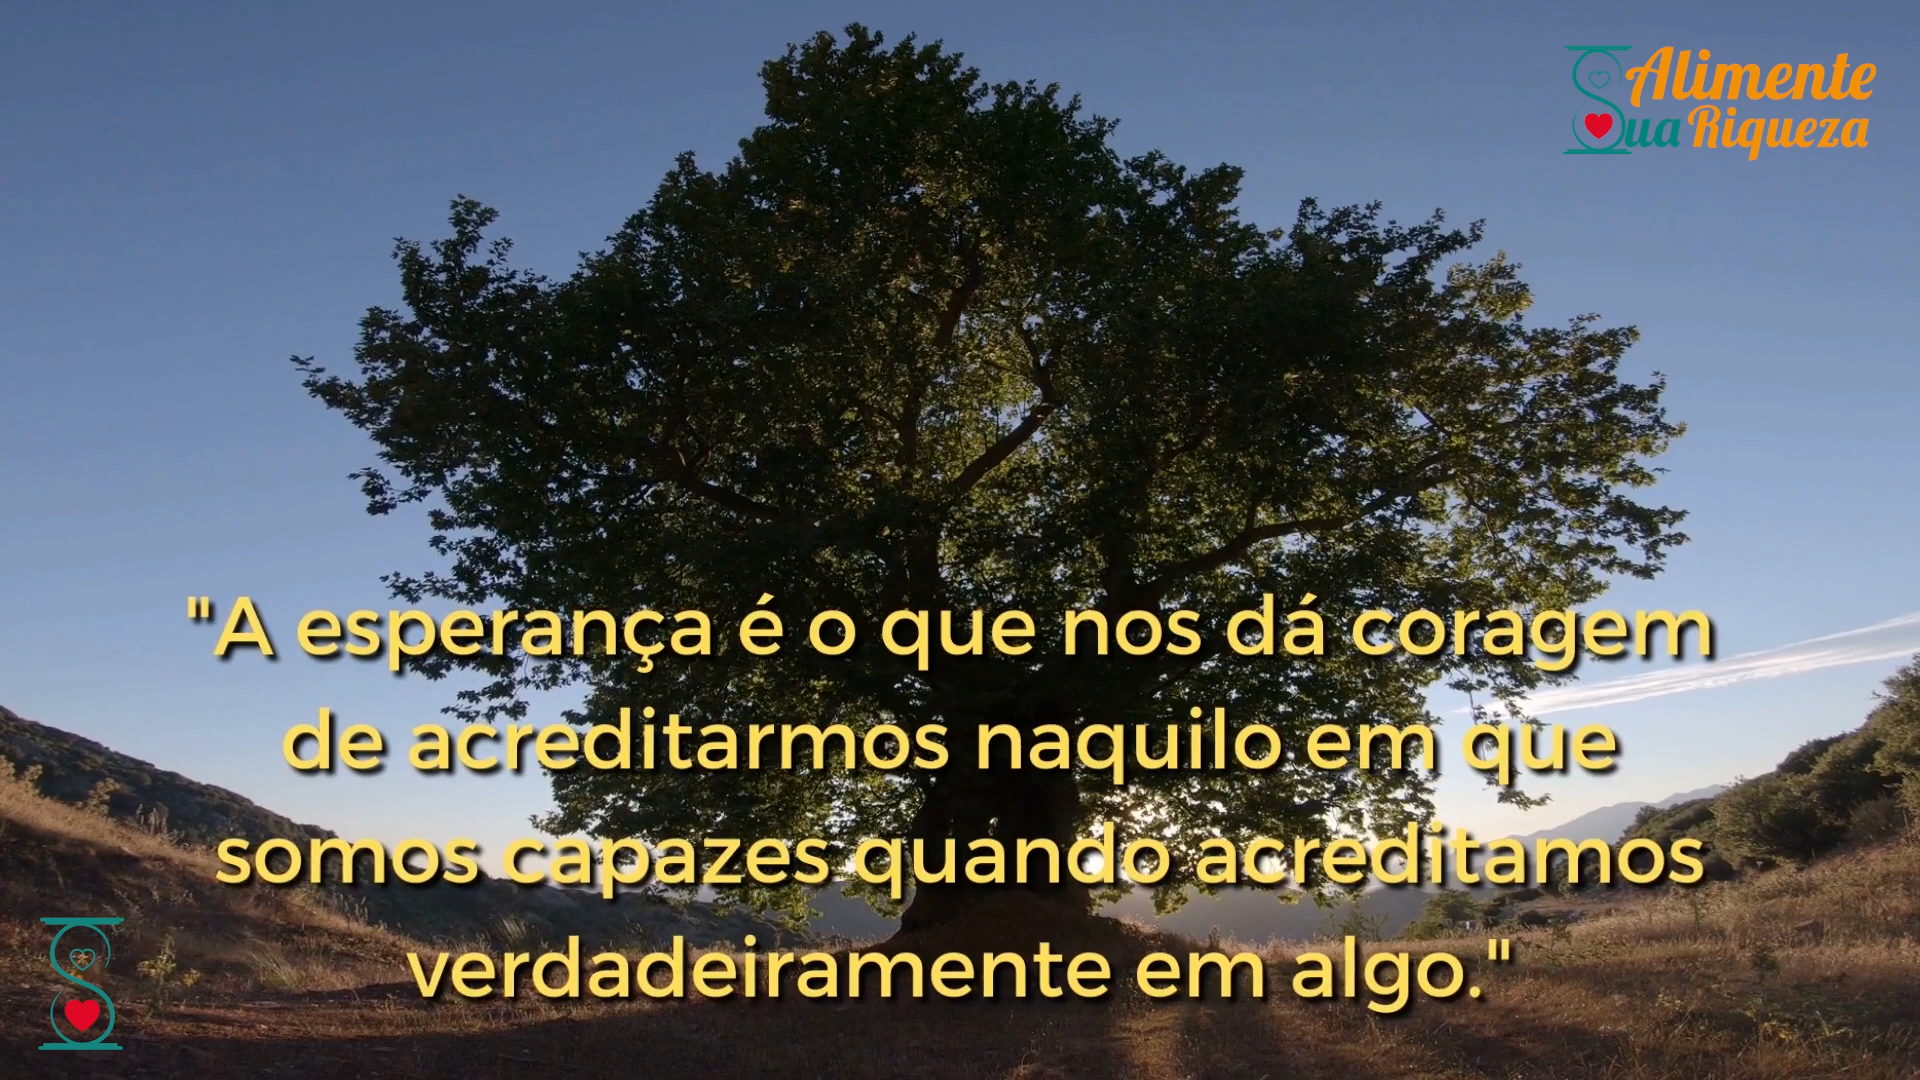 Alimente
Sua Riqueza
"A esperança é o que nos dá coragem
de acreditarmos naquilo em que
somos capazes quando acreditamos
verdadeiramente em algo."